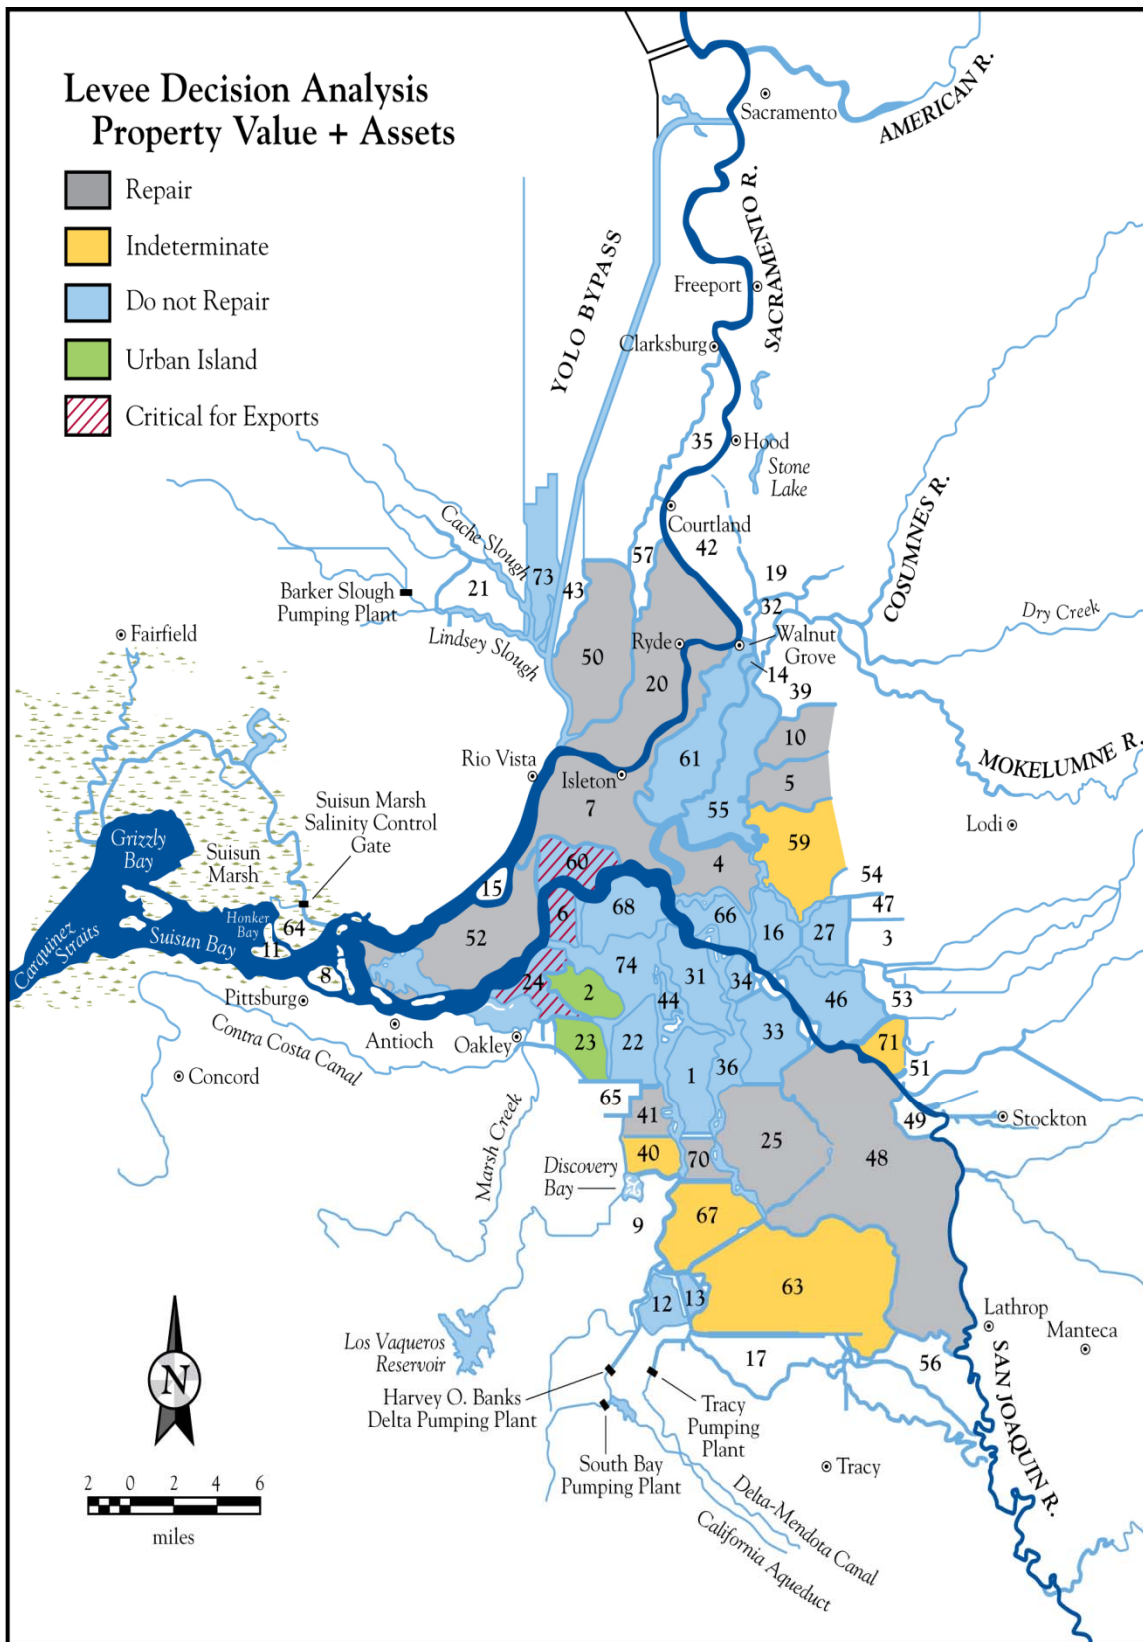 Levee Decision Analysis
Property Value + Assets
Repair
Indeterminate
Do not Repair
Urban Island
Critical for Exports
AMERICAN R.
Sacramento
SACRAMENTO R.
YOLO BYPASS
Freeport
Clarksburg
35
Hood
Stone
Lake
Courtland
42
COSUMNES R.
Cache Slough
73
43
57
19
32
21
Barker Slough
Pumping Plant
Lindsey Slough
Dry Creek
Fairfield
50
Ryde
20
Walnut
Grove
14
39
10
MOKELUMNE R.
Rio Vista
Isleton
61
5
7
55
Lodi
Suisun Marsh
Salinity Control
Gate
Grizzly
Bay
Suisun
Marsh
60
4
59
54
15
6
68
66
16
27
47
3
Honker
Bay
64
11
Suisun Bay
Carquinez
Straits
52
8
24
2
74
31
34
46
53
44
Pittsburg
Antioch
Oakley
Contra Costa
Canal
Concord
23
22
33
71
51
1
36
65
41
49
Stockton
Marsh Creek
40
70
25
48
Discovery
Bay
9
67
63
12
13
Los Vaqueros
Reservoir
N
Lathrop
Manteca
17
56
SAN JOAQUIN R.
Harvey O. Banks
Delta Pumping Plant
Tracy
Pumping
Plant
South Bay
Pumping Plant
Tracy
Delta-Mendota Canal
California Aqueduct
2 0 2 4 6
miles